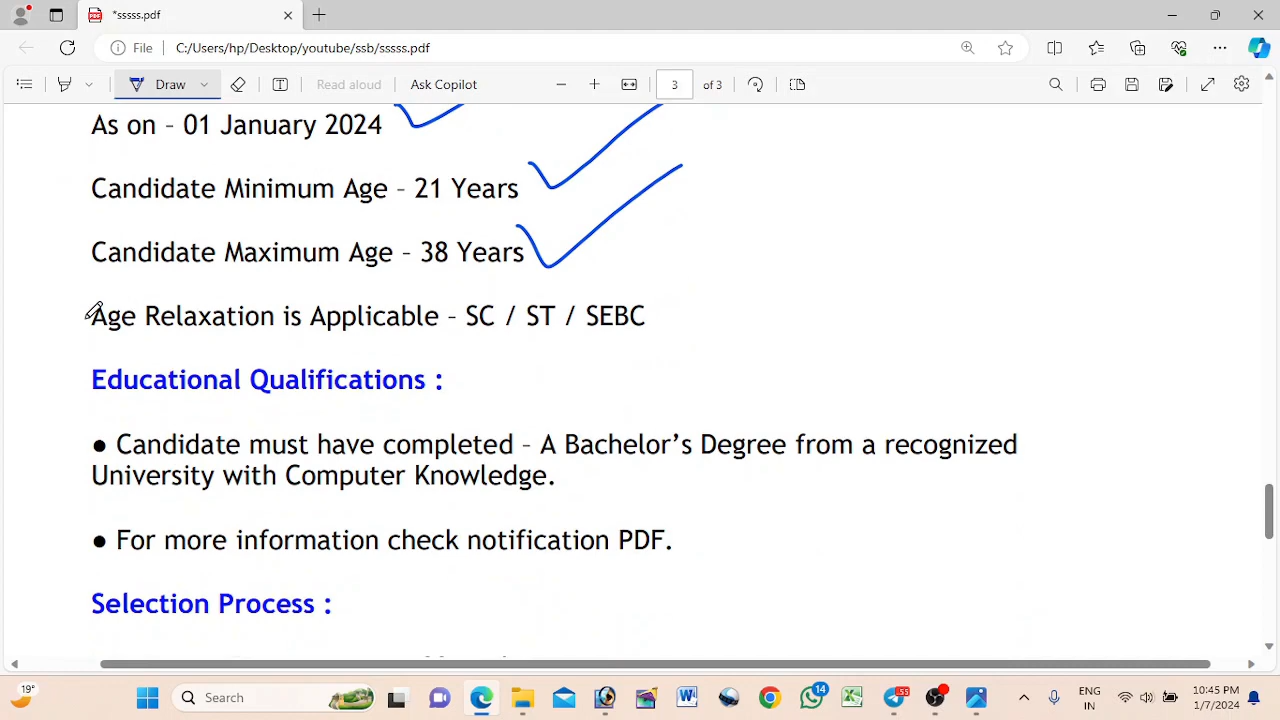 *sssss.pdf
File C:/Users/hp/Desktop/youtube/ssb/sssss.pdf
Draw Read aloud Ask Copilot 3 of 3
As on – 01 January 2024
Candidate Minimum Age – 21 Years
Candidate Maximum Age – 38 Years
Age Relaxation is Applicable – SC / ST / SEBC
Educational Qualifications :
● Candidate must have completed – A Bachelor’s Degree from a recognized
University with Computer Knowledge.
● For more information check notification PDF.
Selection Process :
19° Search 14 55 ENG IN 10:45 PM 1/7/2024